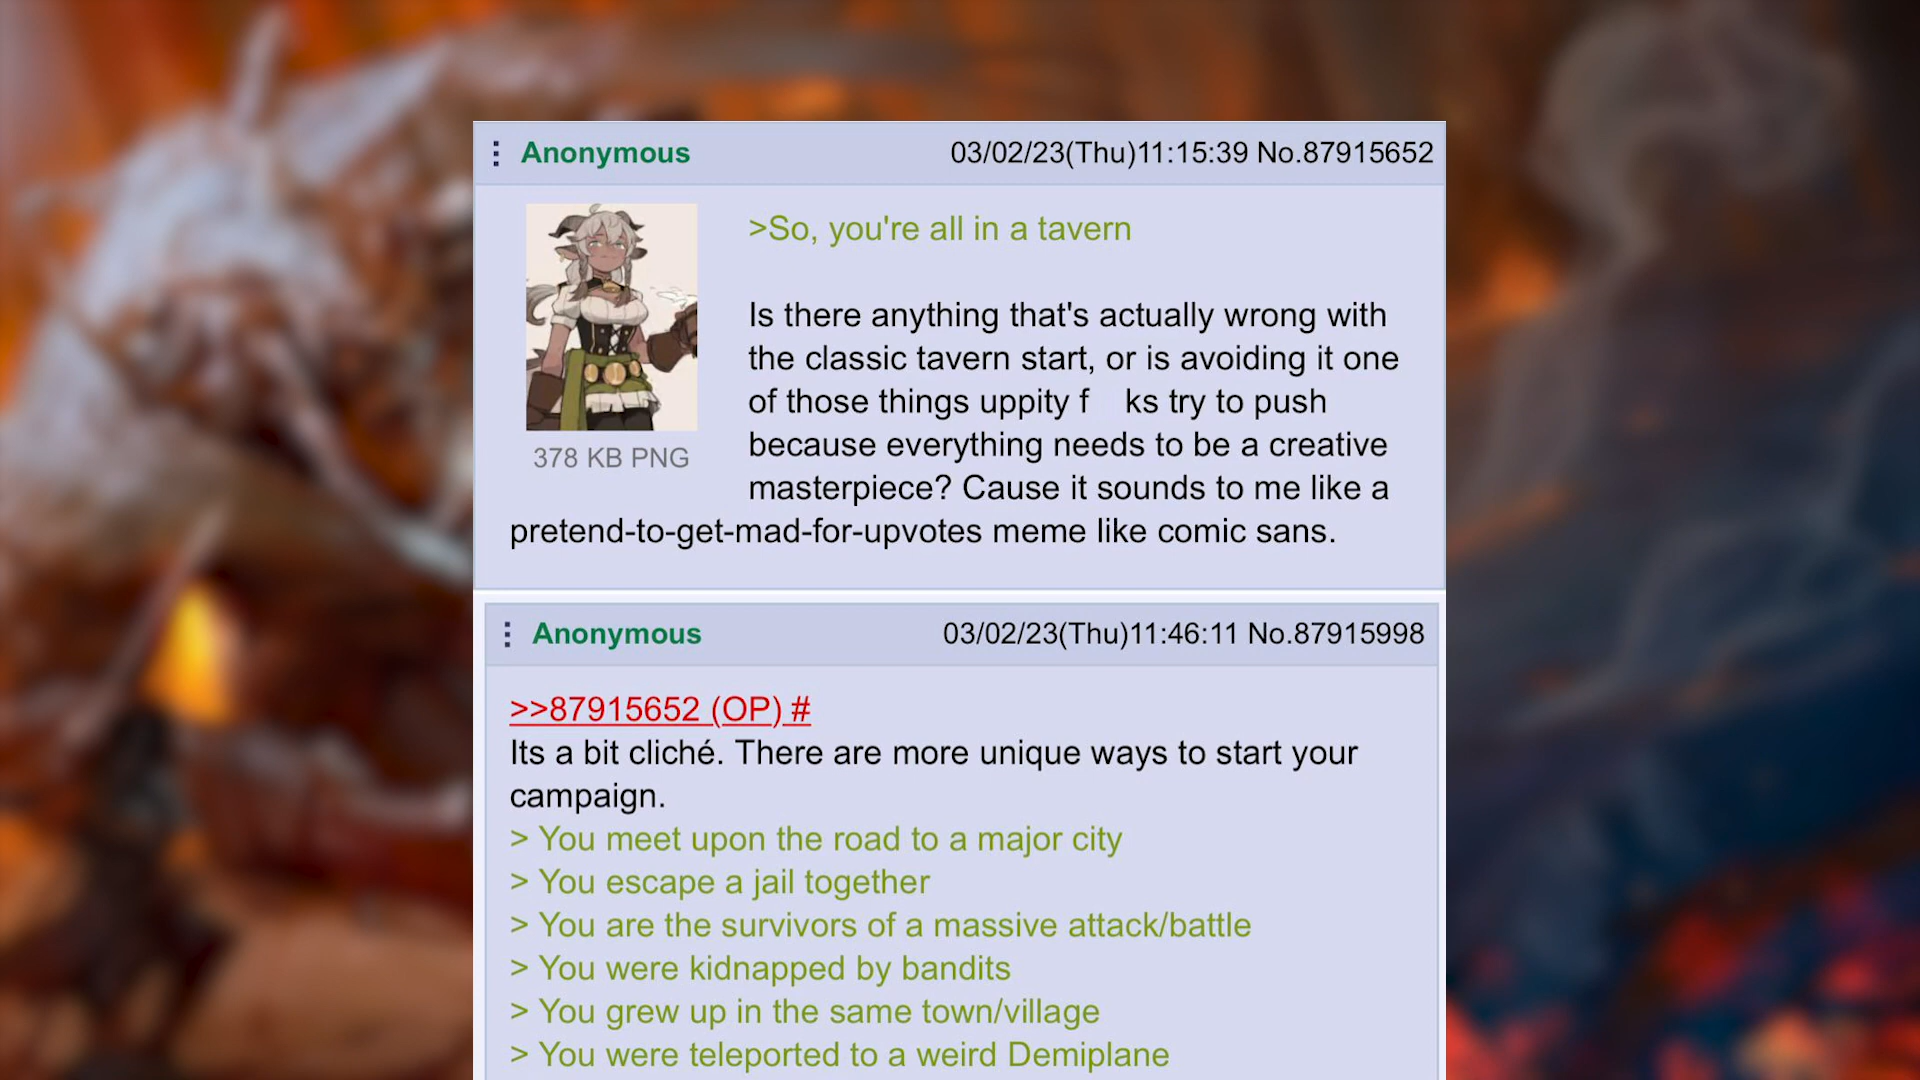 Anonymous 03/02/23(Thu)11:15:39 No.87915652
>So, you're all in a tavern
Is there anything that's actually wrong with
the classic tavern start, or is avoiding it one
of those things uppity f ks try to push
because everything needs to be a creative
masterpiece? Cause it sounds to me like a
pretend-to-get-mad-for-upvotes meme like comic sans.
378 KB PNG
Anonymous 03/02/23(Thu)11:46:11 No.87915998
>>87915652 (OP) #
Its a bit cliché. There are more unique ways to start your
campaign.
> You meet upon the road to a major city
> You escape a jail together
> You are the survivors of a massive attack/battle
> You were kidnapped by bandits
> You grew up in the same town/village
> You were teleported to a weird Demiplane